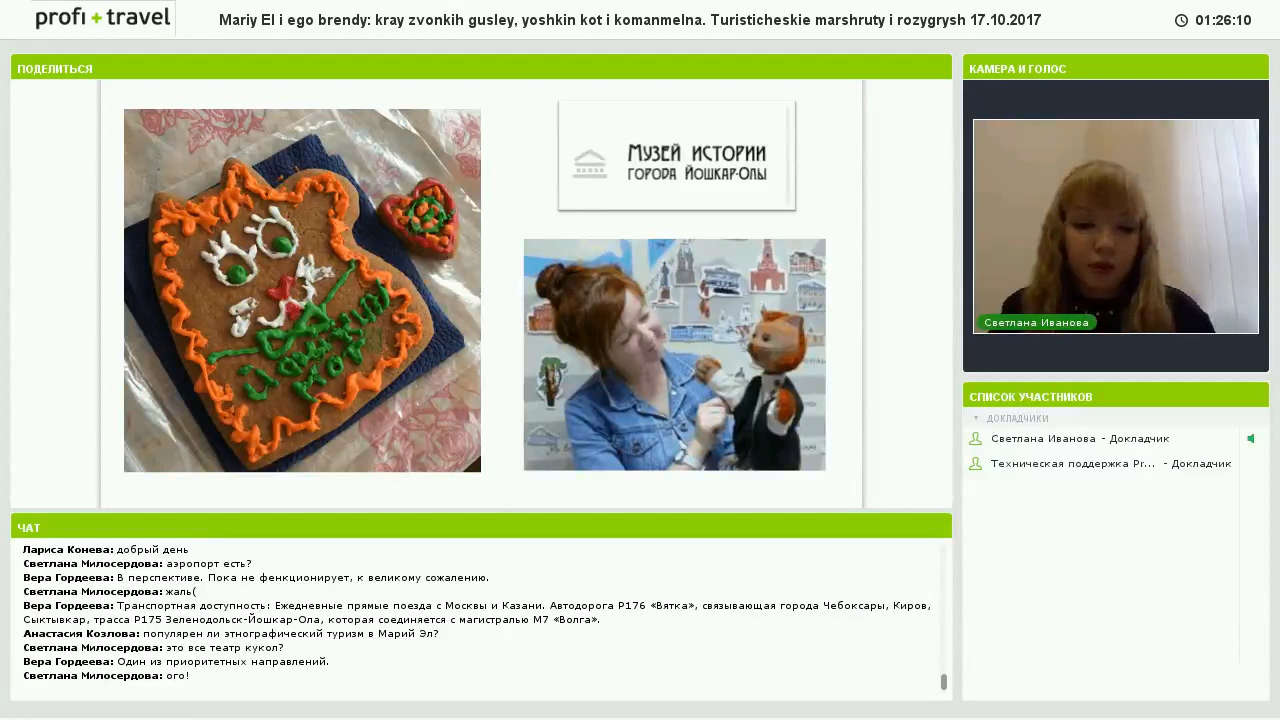 profi + travel
Mariy El i ego brendy: kray zvonkih gusley, yoshkin kot i komanmelna. Turisticheskie marshruty i rozygrysh 17.10.2017
01:26:10
ПОДЕЛИТЬСЯ
Музей истории
города Йошкар-Олы
КАМЕРА И ГОЛОС
Светлана Иванова
СПИСОК УЧАСТНИКОВ
ДОКЛАДЧИКИ
Светлана Иванова - Докладчик
Техническая поддержка Pr... - Докладчик
ЧАТ
Лариса Конева: добрый день
Светлана Милосердова: аэропорт есть?
Вера Гордеева: В перспективе. Пока не фенкционирует, к великому сожалению.
Светлана Милосердова: жаль(
Вера Гордеева: Транспортная доступность: Ежедневные прямые поезда с Москвы и Казани. Автодорога Р176 «Вятка», связывающая города Чебоксары, Киров,
Сыктывкар, трасса Р175 Зеленодольск-Йошкар-Ола, которая соединяется с магистралью М7 «Волга».
Анастасия Козлова: популярен ли этнографический туризм в Марий Эл?
Светлана Милосердова: это все театр кукол?
Вера Гордеева: Один из приоритетных направлений.
Светлана Милосердова: ого!